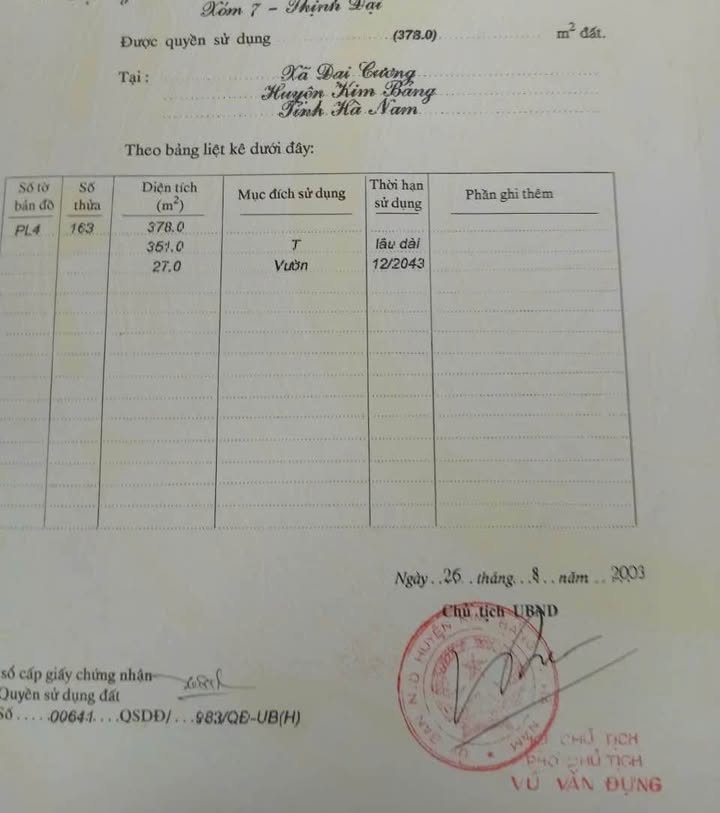 Xóm 7 - Thịnh Đại
Được quyền sử dụng (378.0) m² đất.
Tại : Xã Đại Cương
Huyện Kim Bảng
Tỉnh Hà Nam
Theo bảng liệt kê dưới đây:
Số tờ bản đồ Số thửa Diện tích (m²) Mục đích sử dụng Thời hạn sử dụng Phần ghi thêm
PL4 163 378.0
351.0 T lâu dài
27.0 Vườn 12/2043
Ngày..26..tháng...8..năm..2003
Chủ tịch UBND
số cấp giấy chứng nhận
Quyền sử dụng đất
Số.....00641....QSDĐ/...983/QĐ-UB(H)
CHỦ TỊCH
PHÓ CHỦ TỊCH
VŨ VĂN ĐỰNG